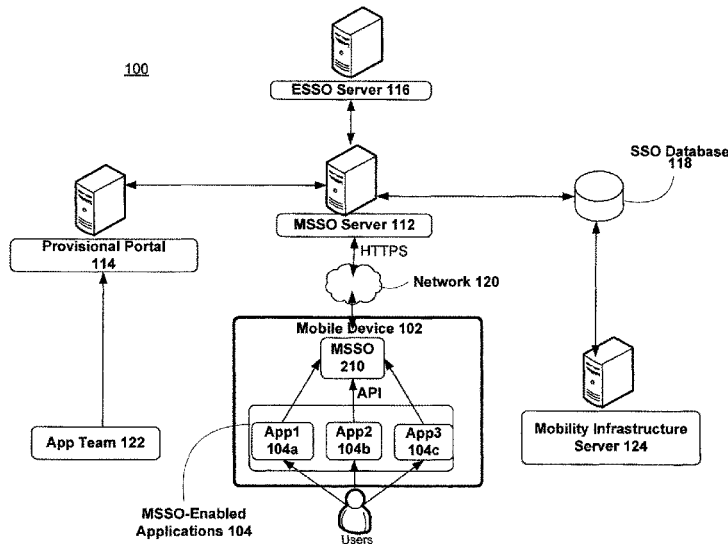 100
ESSO Server 116
SSO Database
118
MSSO Server 112
Provisional Portal
114
HTTPS
Network 120
Mobile Device 102
MSSO
210
API
App1
104a
App2
104b
App3
104c
App Team 122
Mobility Infrastructure
Server 124
MSSO-Enabled
Applications 104
Users